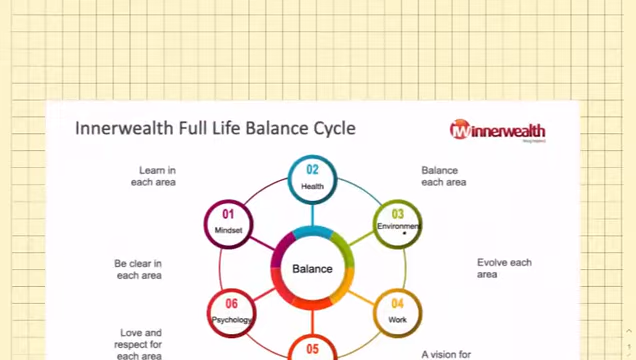 Innerwealth Full Life Balance Cycle
innerwealth
Learn in
each area
02
Health
Balance
each area
01
Mindset
03
Environment
Be clear in
each area
Balance
Evolve each
area
06
Psychology
04
Work
Love and
respect for
each area
05
A vision for